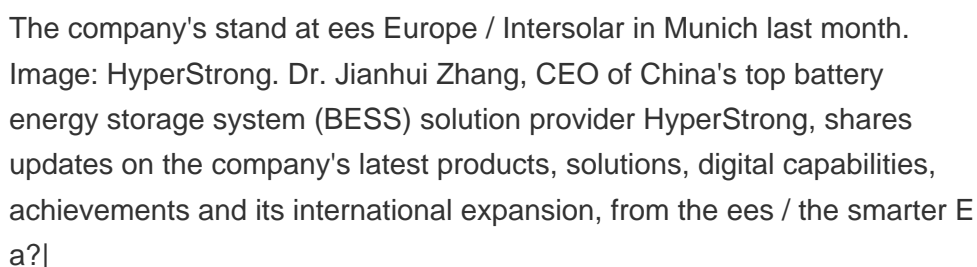 The company's stand at ees Europe / Intersolar in Munich last month.
Image: HyperStrong. Dr. Jianhui Zhang, CEO of China's top battery
energy storage system (BESS) solution provider HyperStrong, shares
updates on the company's latest products, solutions, digital capabilities,
achievements and its international expansion, from the ees / the smarter E
a?|